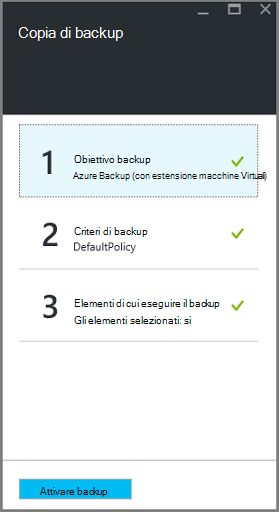 Copia di backup
1
Obiettivo backup
Azure Backup (con estensione macchine Virtual)
2
Criteri di backup
DefaultPolicy
3
Elementi di cui eseguire il backup
Gli elementi selezionati: si
Attivare backup